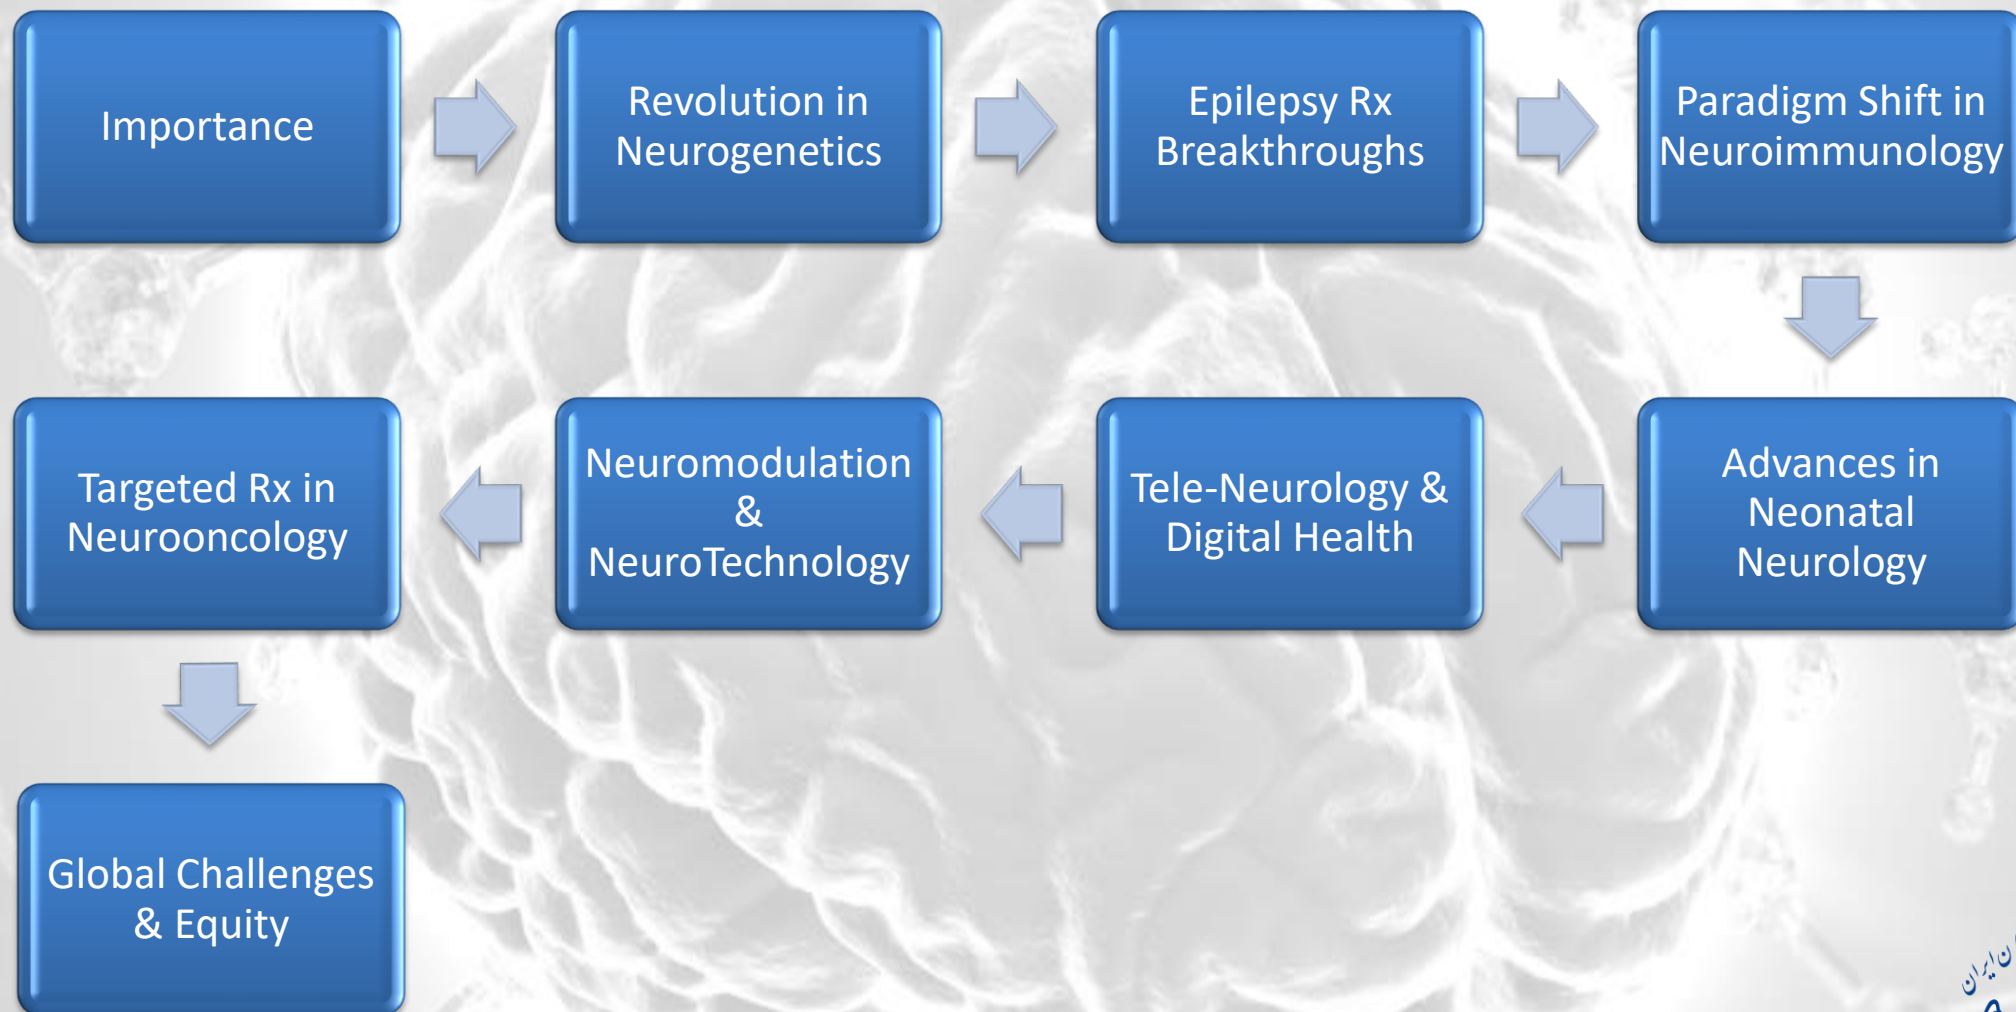 Importance
Revolution in
Neurogenetics
Epilepsy Rx
Breakthroughs
Paradigm Shift in
Neuroimmunology
Advances in
Neonatal
Neurology
Tele-Neurology &
Digital Health
Neuromodulation
&
NeuroTechnology
Targeted Rx in
Neurooncology
Global Challenges
& Equity
ایران